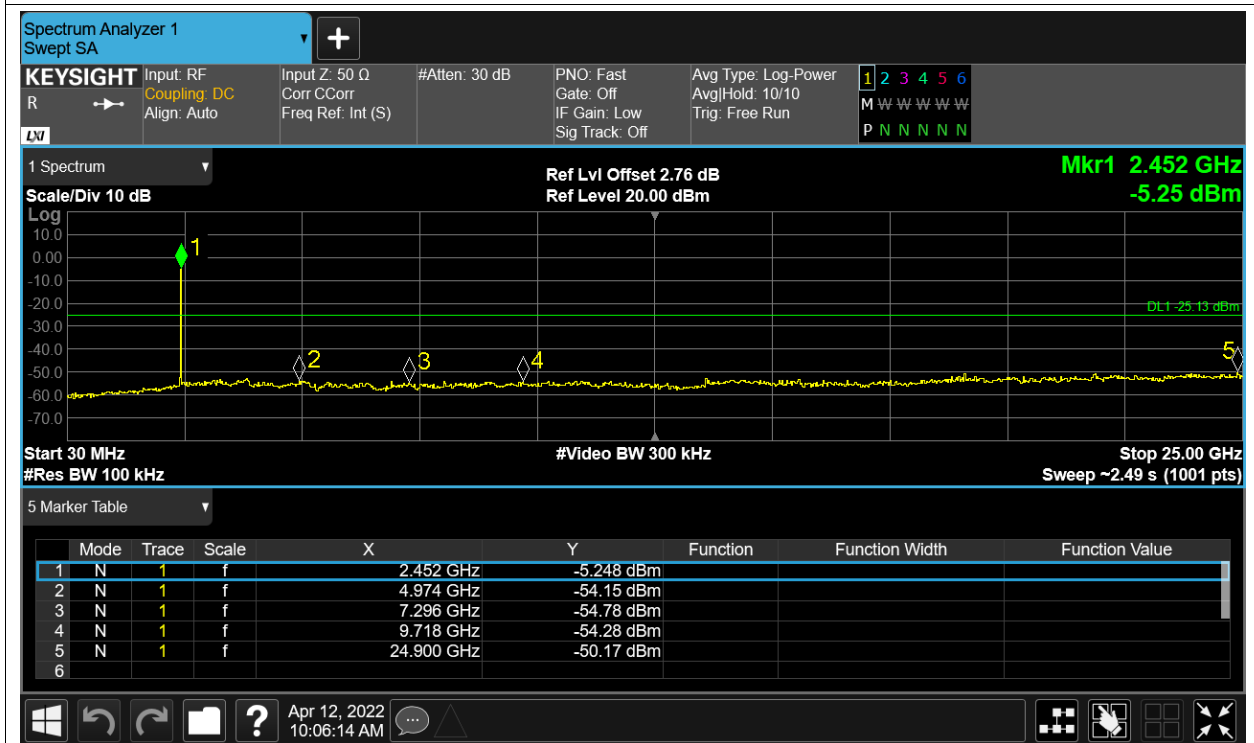 Spectrum Analyzer 1
Swept SA
+
KEYSIGHT Input: RF Input Z: 50 Ω #Atten: 30 dB PNO: Fast Avg Type: Log-Power 1 2 3 4 5 6
R Coupling: DC Corr CCorr Gate: Off Avg|Hold: 10/10 M W W W W W W
Align: Auto Freq Ref: Int (S) IF Gain: Low Trig: Free Run
LXI Sig Track: Off P N N N N N
1 Spectrum Ref Lvl Offset 2.76 dB Mkr1 2.452 GHz
Scale/Div 10 dB Ref Level 20.00 dBm -5.25 dBm
Log
10.0
1
0.00
-10.0
-20.0
DL1 -25.13 dBm
-30.0
-40.0
2 3 4 5
-50.0
-60.0
-70.0
Start 30 MHz #Video BW 300 kHz Stop 25.00 GHz
#Res BW 100 kHz Sweep ~2.49 s (1001 pts)
5 Marker Table
Mode Trace Scale X Y Function Function Width Function Value
1 N 1 f 2.452 GHz -5.248 dBm
2 N 1 f 4.974 GHz -54.15 dBm
3 N 1 f 7.296 GHz -54.78 dBm
4 N 1 f 9.718 GHz -54.28 dBm
5 N 1 f 24.900 GHz -50.17 dBm
6
? Apr 12, 2022
10:06:14 AM